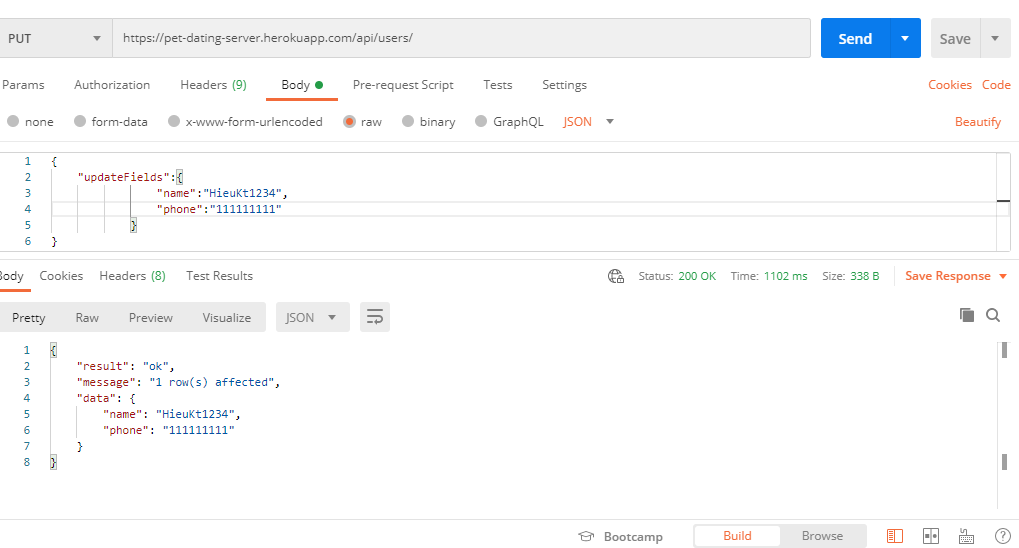 PUT https://pet-dating-server.herokuapp.com/api/users/ Send Save
Params Authorization Headers (9) Body Pre-request Script Tests Settings Cookies Code
none form-data x-www-form-urlencoded raw binary GraphQL JSON Beautify
1 {
2 "updateFields":{
3 "name":"HieuKt1234",
4 "phone":"111111111"
5 }
6 }
Body Cookies Headers (8) Test Results Status: 200 OK Time: 1102 ms Size: 338 B Save Response
Pretty Raw Preview Visualize JSON
1 {
2 "result": "ok",
3 "message": "1 row(s) affected",
4 "data": {
5 "name": "HieuKt1234",
6 "phone": "111111111"
7 }
8 }
Bootcamp Build Browse ?